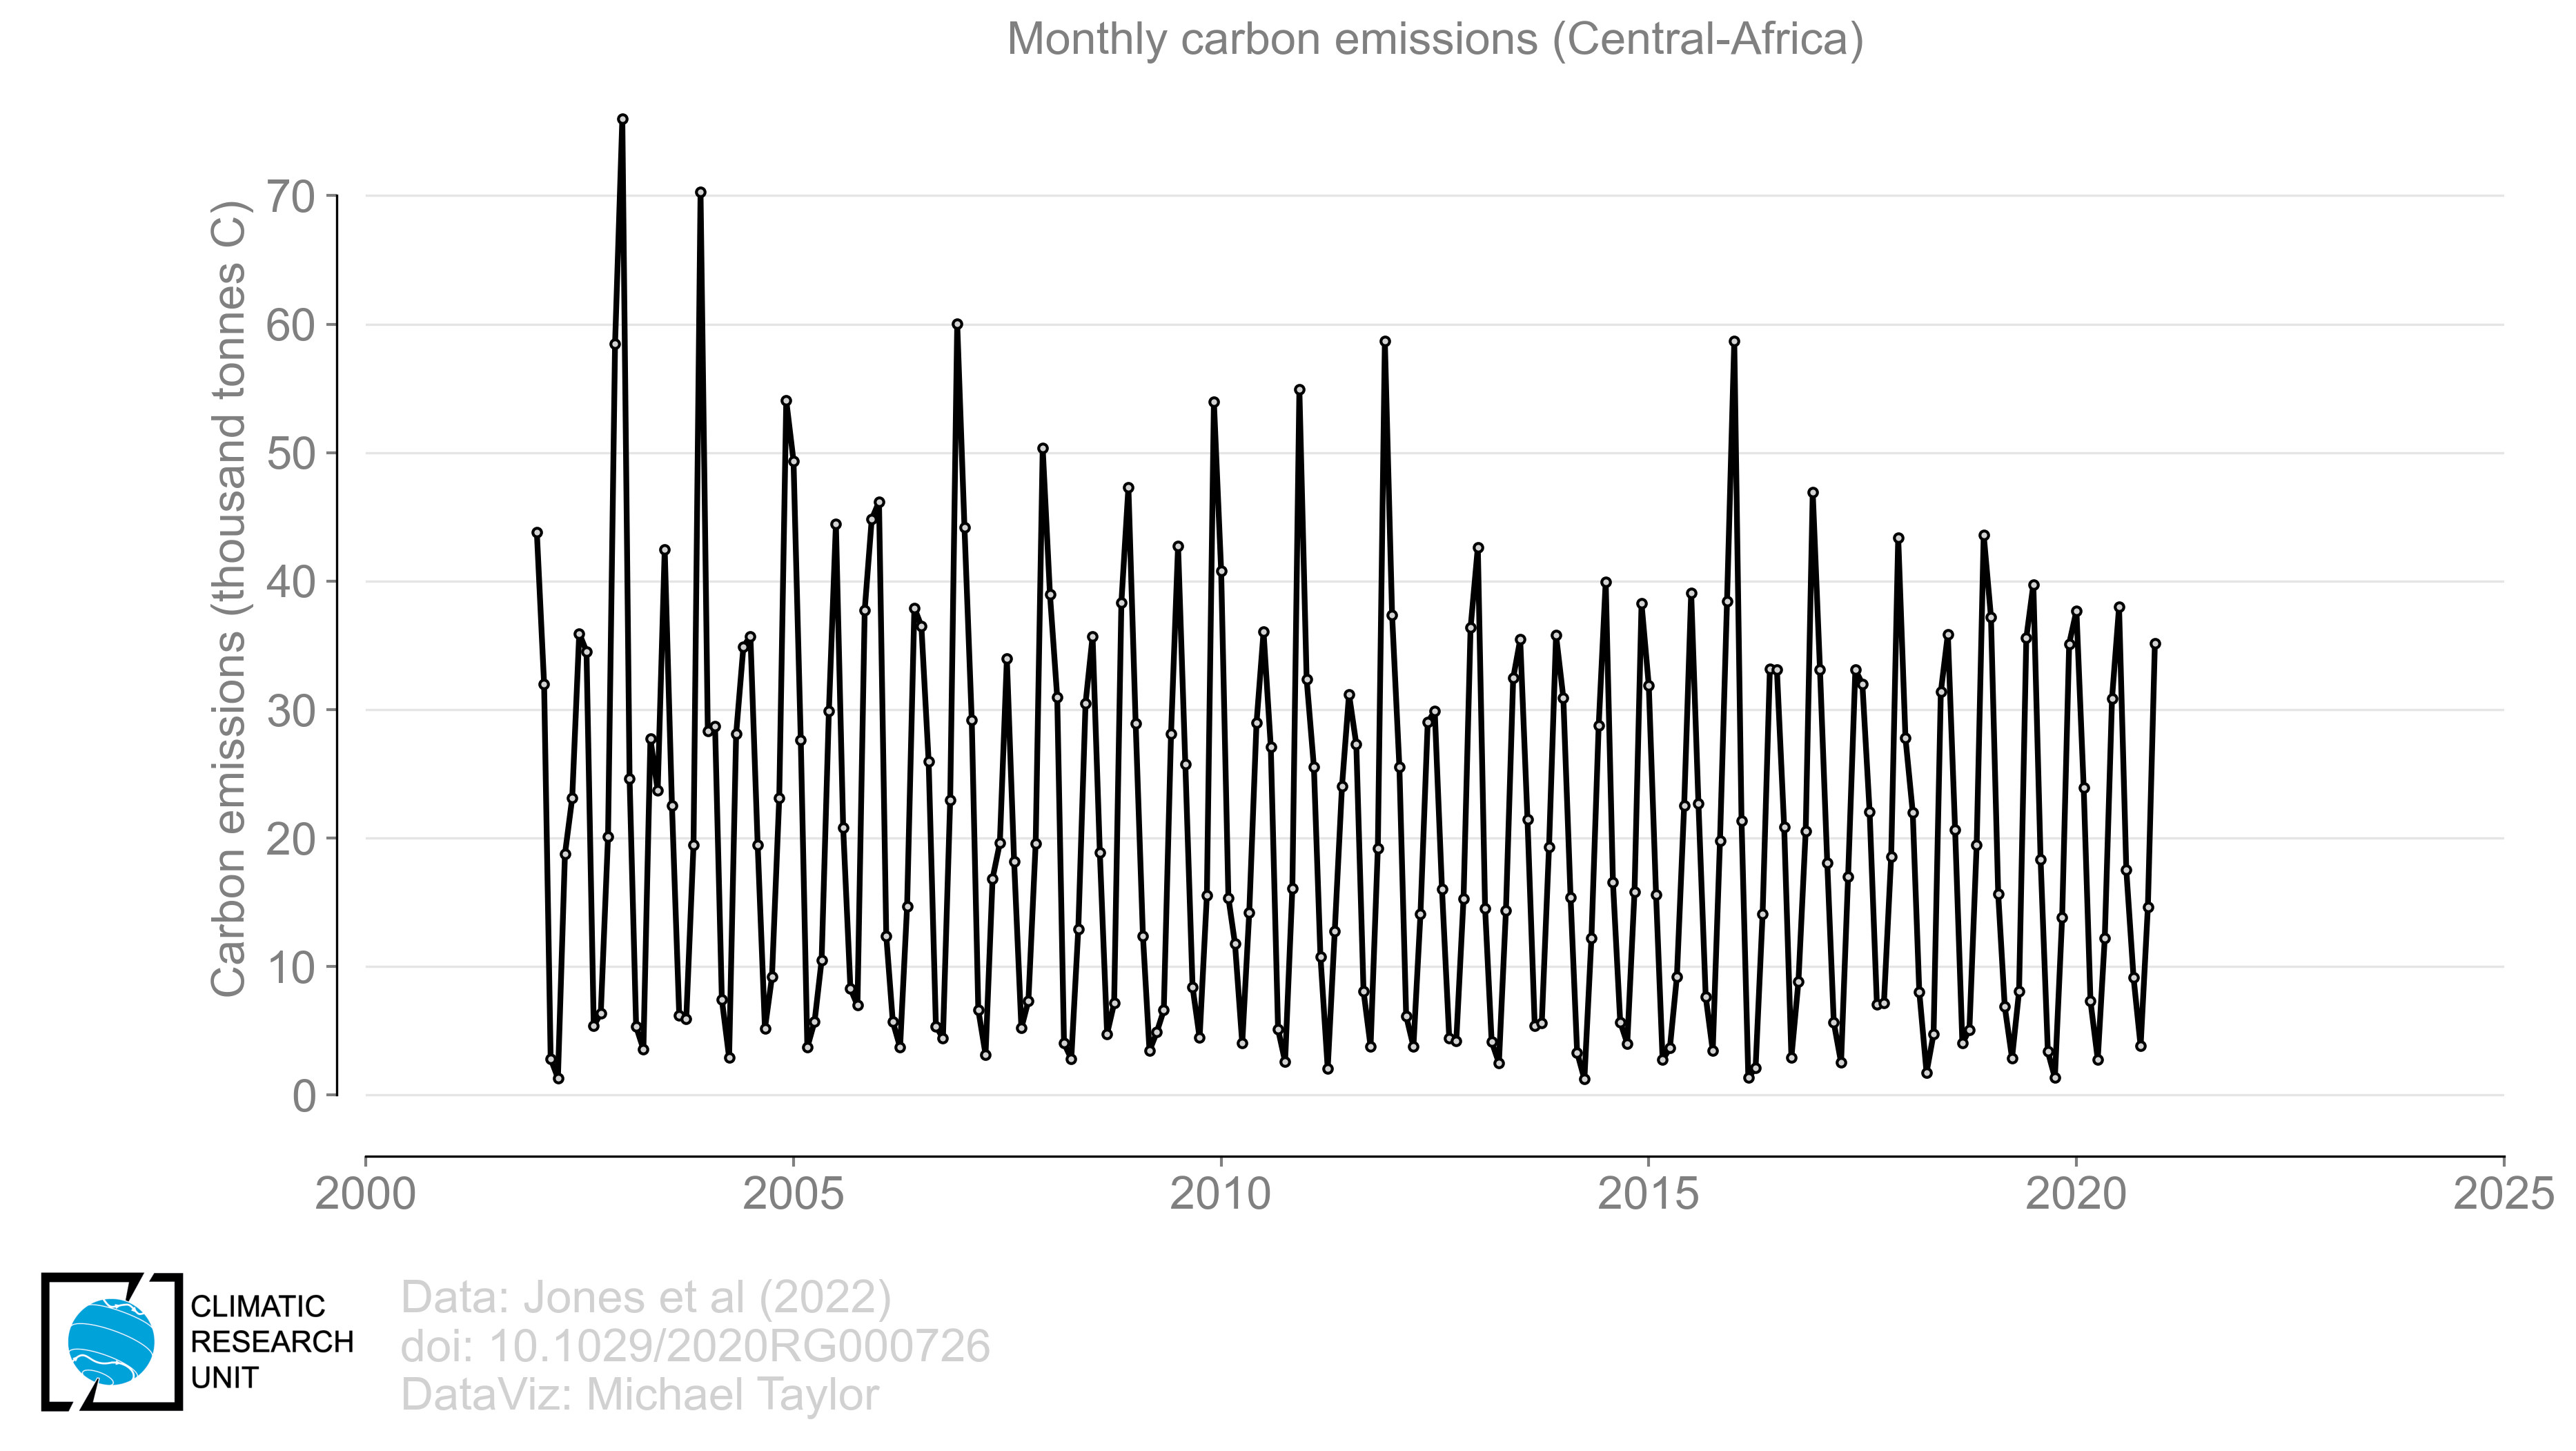 Monthly carbon emissions (Central-Africa)
Carbon emissions (thousand tonnes C)
70
60
50
40
30
20
10
0
2000 2005 2010 2015 2020 2025
CLIMATIC
RESEARCH
UNIT
Data: Jones et al (2022)
doi: 10.1029/2020RG000726
DataViz: Michael Taylor